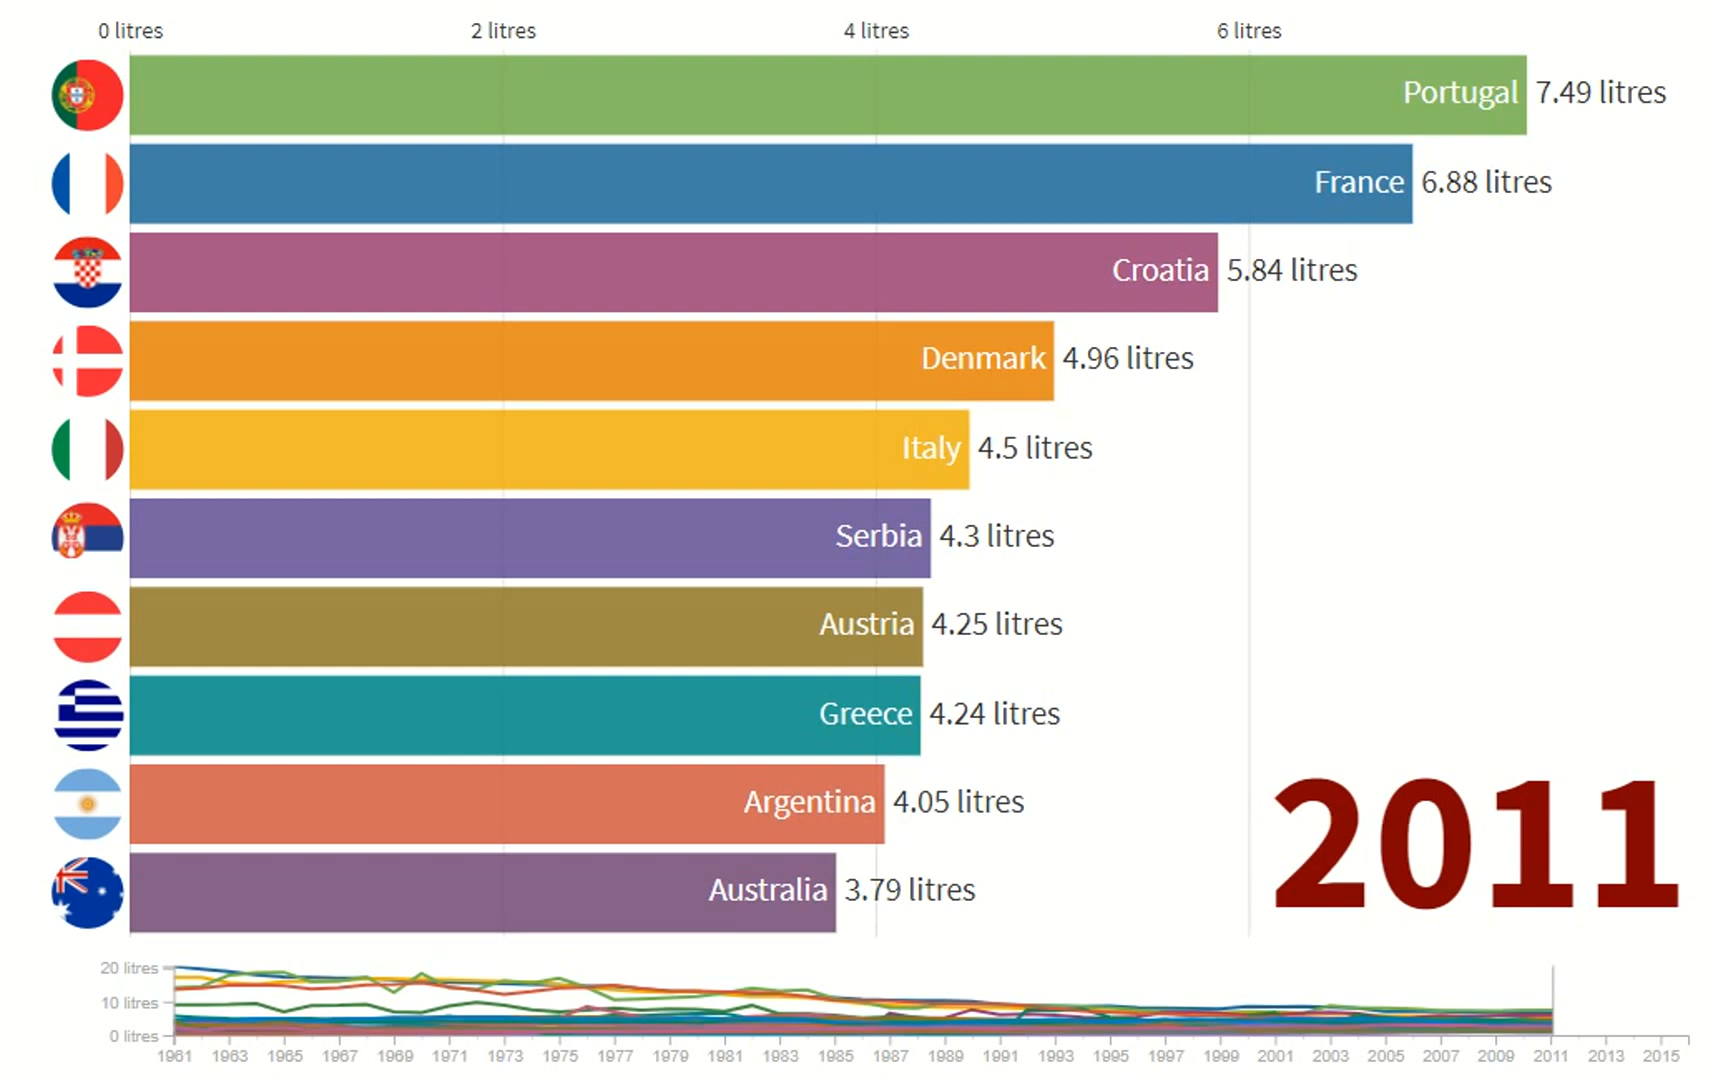 0 litres 2 litres 4 litres 6 litres
Portugal 7.49 litres
France 6.88 litres
Croatia 5.84 litres
Denmark 4.96 litres
Italy 4.5 litres
Serbia 4.3 litres
Austria 4.25 litres
Greece 4.24 litres
Argentina 4.05 litres
Australia 3.79 litres
2011
20 litres
10 litres
0 litres
1961 1963 1965 1967 1969 1971 1973 1975 1977 1979 1981 1983 1985 1987 1989 1991 1993 1995 1997 1999 2001 2003 2005 2007 2009 2011 2013 2015